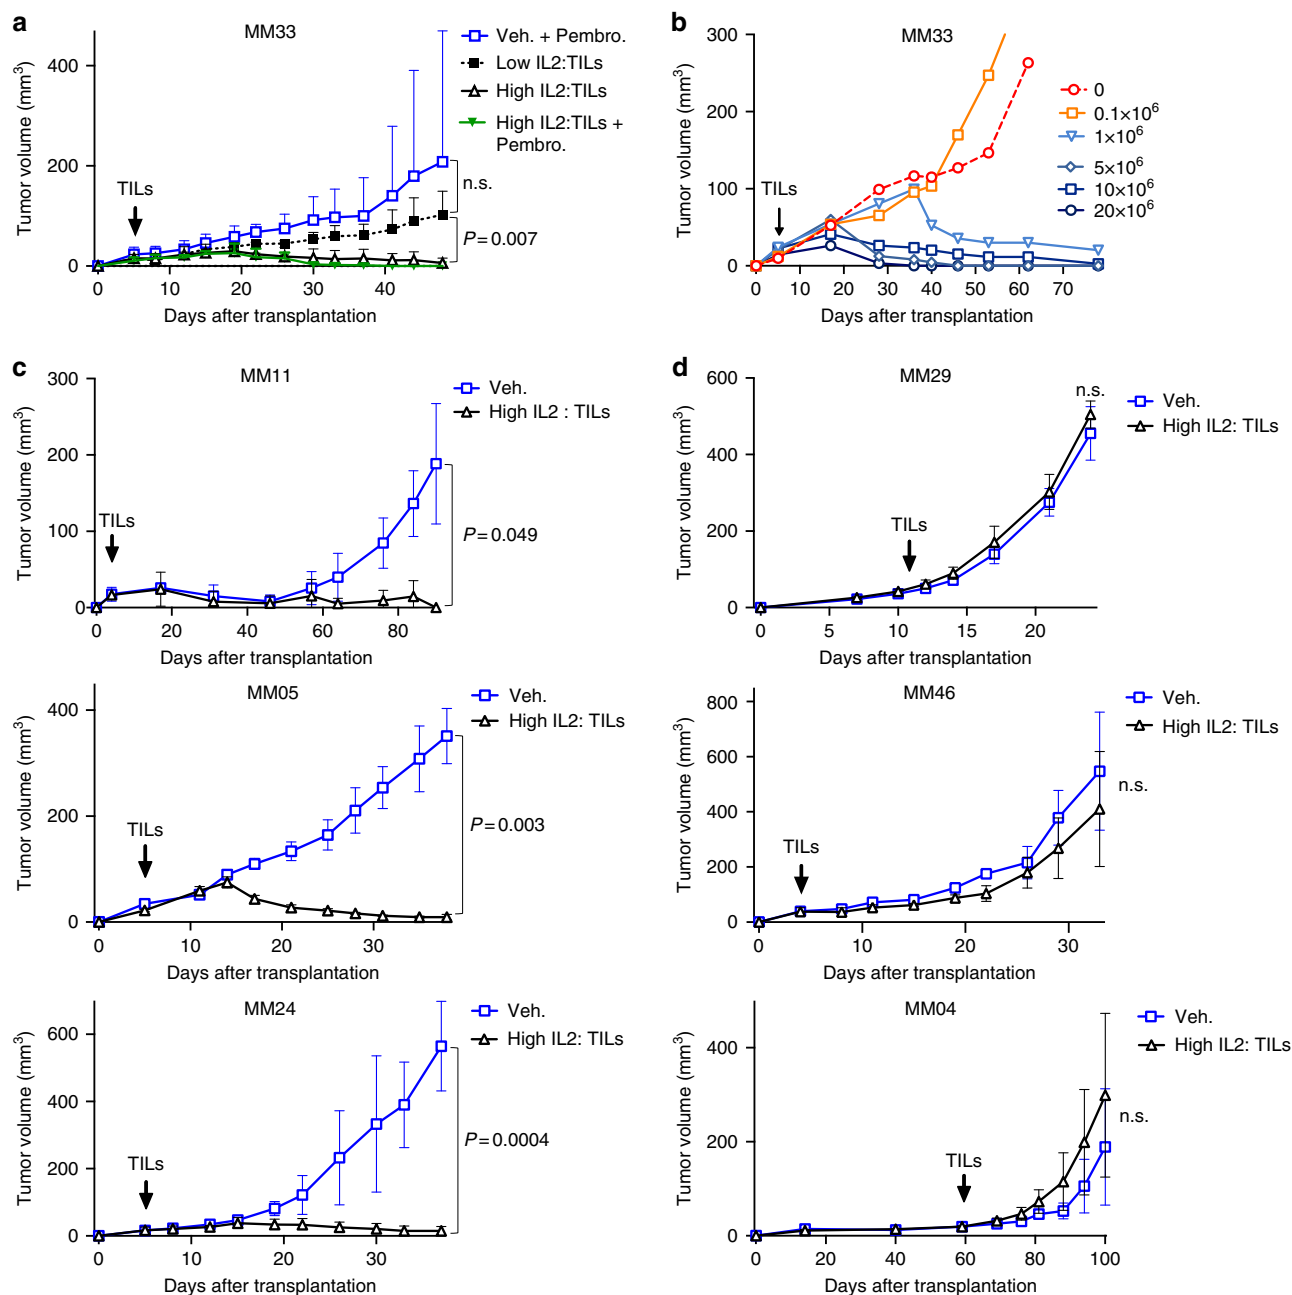 a
MM33
Tumor volume (mm³)
400
200
0
0 20 40
Days after transplantation
TILs
Veh. + Pembro.
Low IL2:TILs
High IL2:TILs
High IL2:TILs +
Pembro.
n.s.
P=0.007
b
MM33
Tumor volume (mm³)
300
200
100
0
0 10 20 30 40 50 60 70
Days after transplantation
TILs
0
0.1×10⁶
1×10⁶
5×10⁶
10×10⁶
20×10⁶
c
MM11
Tumor volume (mm³)
300
200
100
0
0 20 40 60 80
Days after transplantation
TILs
Veh.
High IL2 : TILs
P=0.049
MM05
Tumor volume (mm³)
400
200
0
0 10 20 30
Days after transplantation
TILs
Veh.
High IL2: TILs
P=0.003
MM24
Tumor volume (mm³)
600
400
200
0
0 10 20 30
Days after transplantation
TILs
Veh.
High IL2: TILs
P=0.0004
d
MM29
Tumor volume (mm³)
600
400
200
0
0 5 10 15 20
Days after transplantation
TILs
n.s.
Veh.
High IL2: TILs
MM46
Tumor volume (mm³)
800
600
400
200
0
0 10 20 30
Days after transplantation
TILs
Veh.
High IL2: TILs
n.s.
MM04
Tumor volume (mm³)
400
200
0
0 20 40 60 80 100
Days after transplantation
TILs
Veh.
High IL2: TILs
n.s.